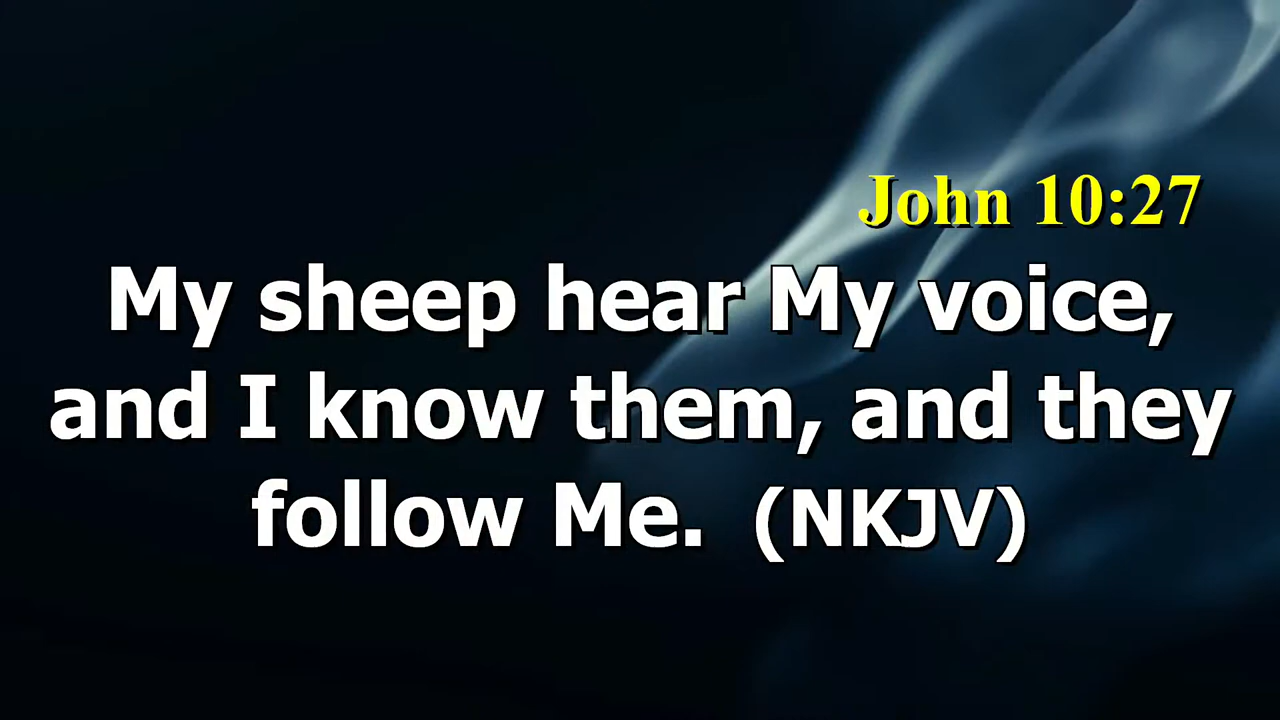 John 10:27
My sheep hear My voice,
and I know them, and they
follow Me. (NKJV)